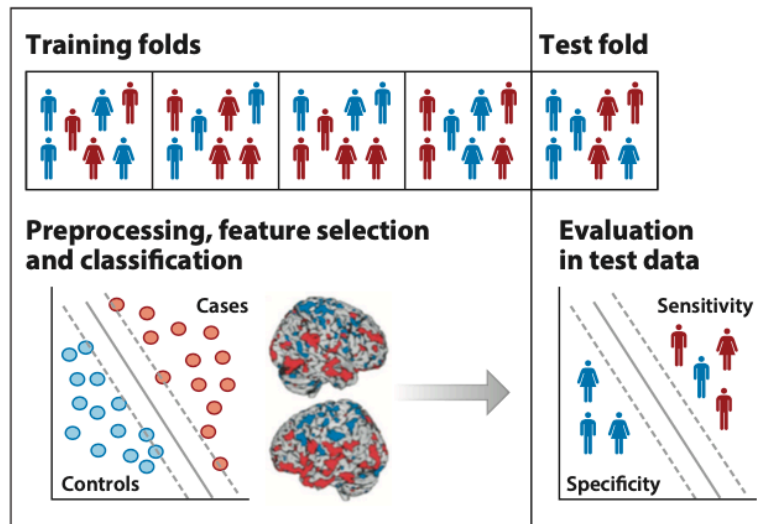 Training folds
Test fold
Preprocessing, feature selection
and classification
Evaluation
in test data
Cases
Controls
Sensitivity
Specificity